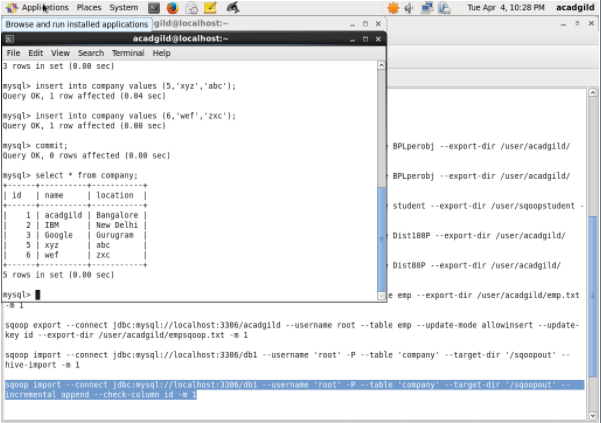 Applications Places System
Tue Apr 4, 10:28 PM acadgild
Browse and run installed applications
gild@localhost:~
acadgild@localhost:~
File Edit View Search Terminal Help
3 rows in set (0.00 sec)
mysql> insert into company values (5,'xyz','abc');
Query OK, 1 row affected (0.04 sec)
mysql> insert into company values (6,'wef','zxc');
Query OK, 1 row affected (0.00 sec)
mysql> commit;
Query OK, 0 rows affected (0.00 sec)
mysql> select * from company;
+----+----------+-----------+
| id | name | location |
+----+----------+-----------+
| 1 | acadgild | Bangalore |
| 2 | IBM | New Delhi |
| 3 | Google | Gurugram |
| 5 | xyz | abc |
| 6 | wef | zxc |
+----+----------+-----------+
5 rows in set (0.00 sec)
mysql>
BPLperobj --export-dir /user/acadgild/
BPLperobj --export-dir /user/acadgild/
student --export-dir /user/sqoopstudent -
Dist100P --export-dir /user/acadgild/
Dist80P --export-dir /user/acadgild/
e emp --export-dir /user/acadgild/emp.txt
-m 1
sqoop export --connect jdbc:mysql://localhost:3306/acadgild --username root --table emp --update-mode allowinsert --update-
key id --export-dir /user/acadgild/empsqoop.txt -m 1
sqoop import --connect jdbc:mysql://localhost:3306/db1 --username 'root' -P --table 'company' --target-dir '/sqoopout' --
hive-import -m 1
sqoop import --connect jdbc:mysql://localhost:3306/db1 --username 'root' -P --table 'company' --target-dir '/sqoopout' --
incremental append --check-column id -m 1